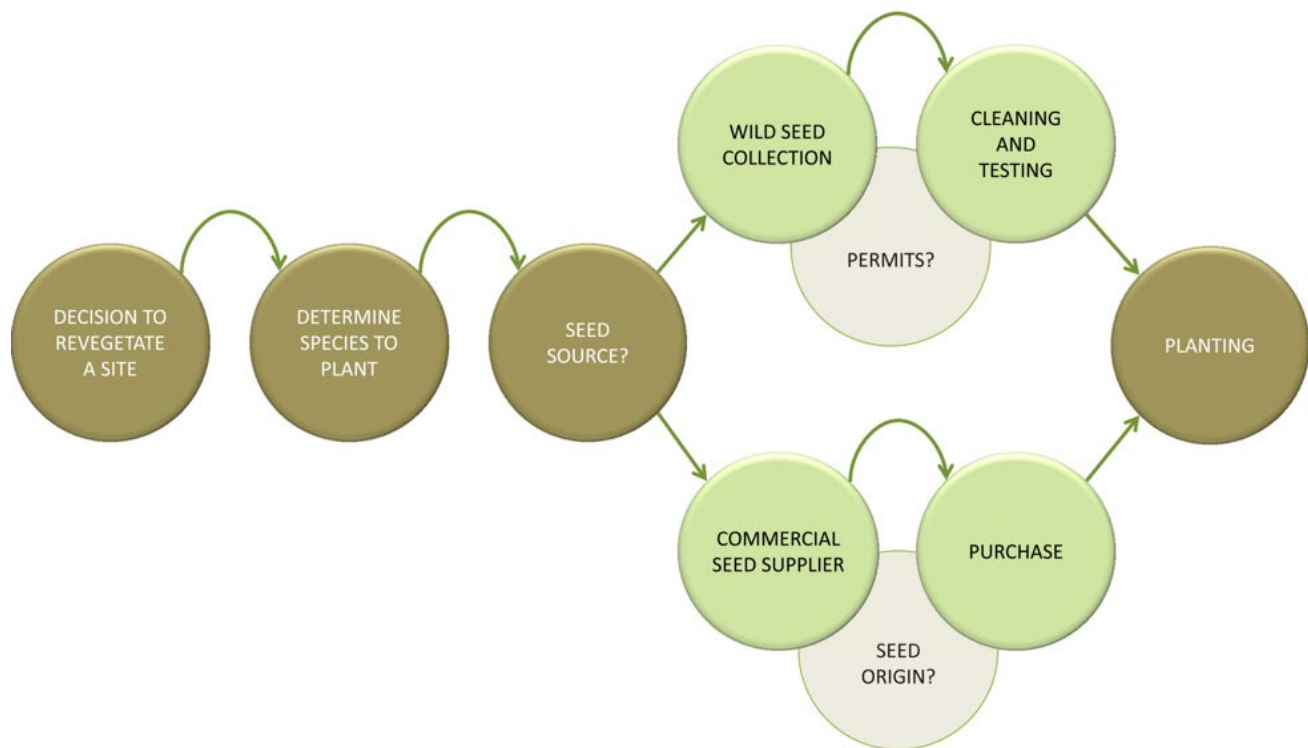 DECISION TO
REVEGETATE
A SITE
DETERMINE
SPECIES TO
PLANT
SEED
SOURCE?
WILD SEED
COLLECTION
CLEANING
AND
TESTING
PERMITS?
COMMERCIAL
SEED SUPPLIER
PURCHASE
SEED
ORIGIN?
PLANTING